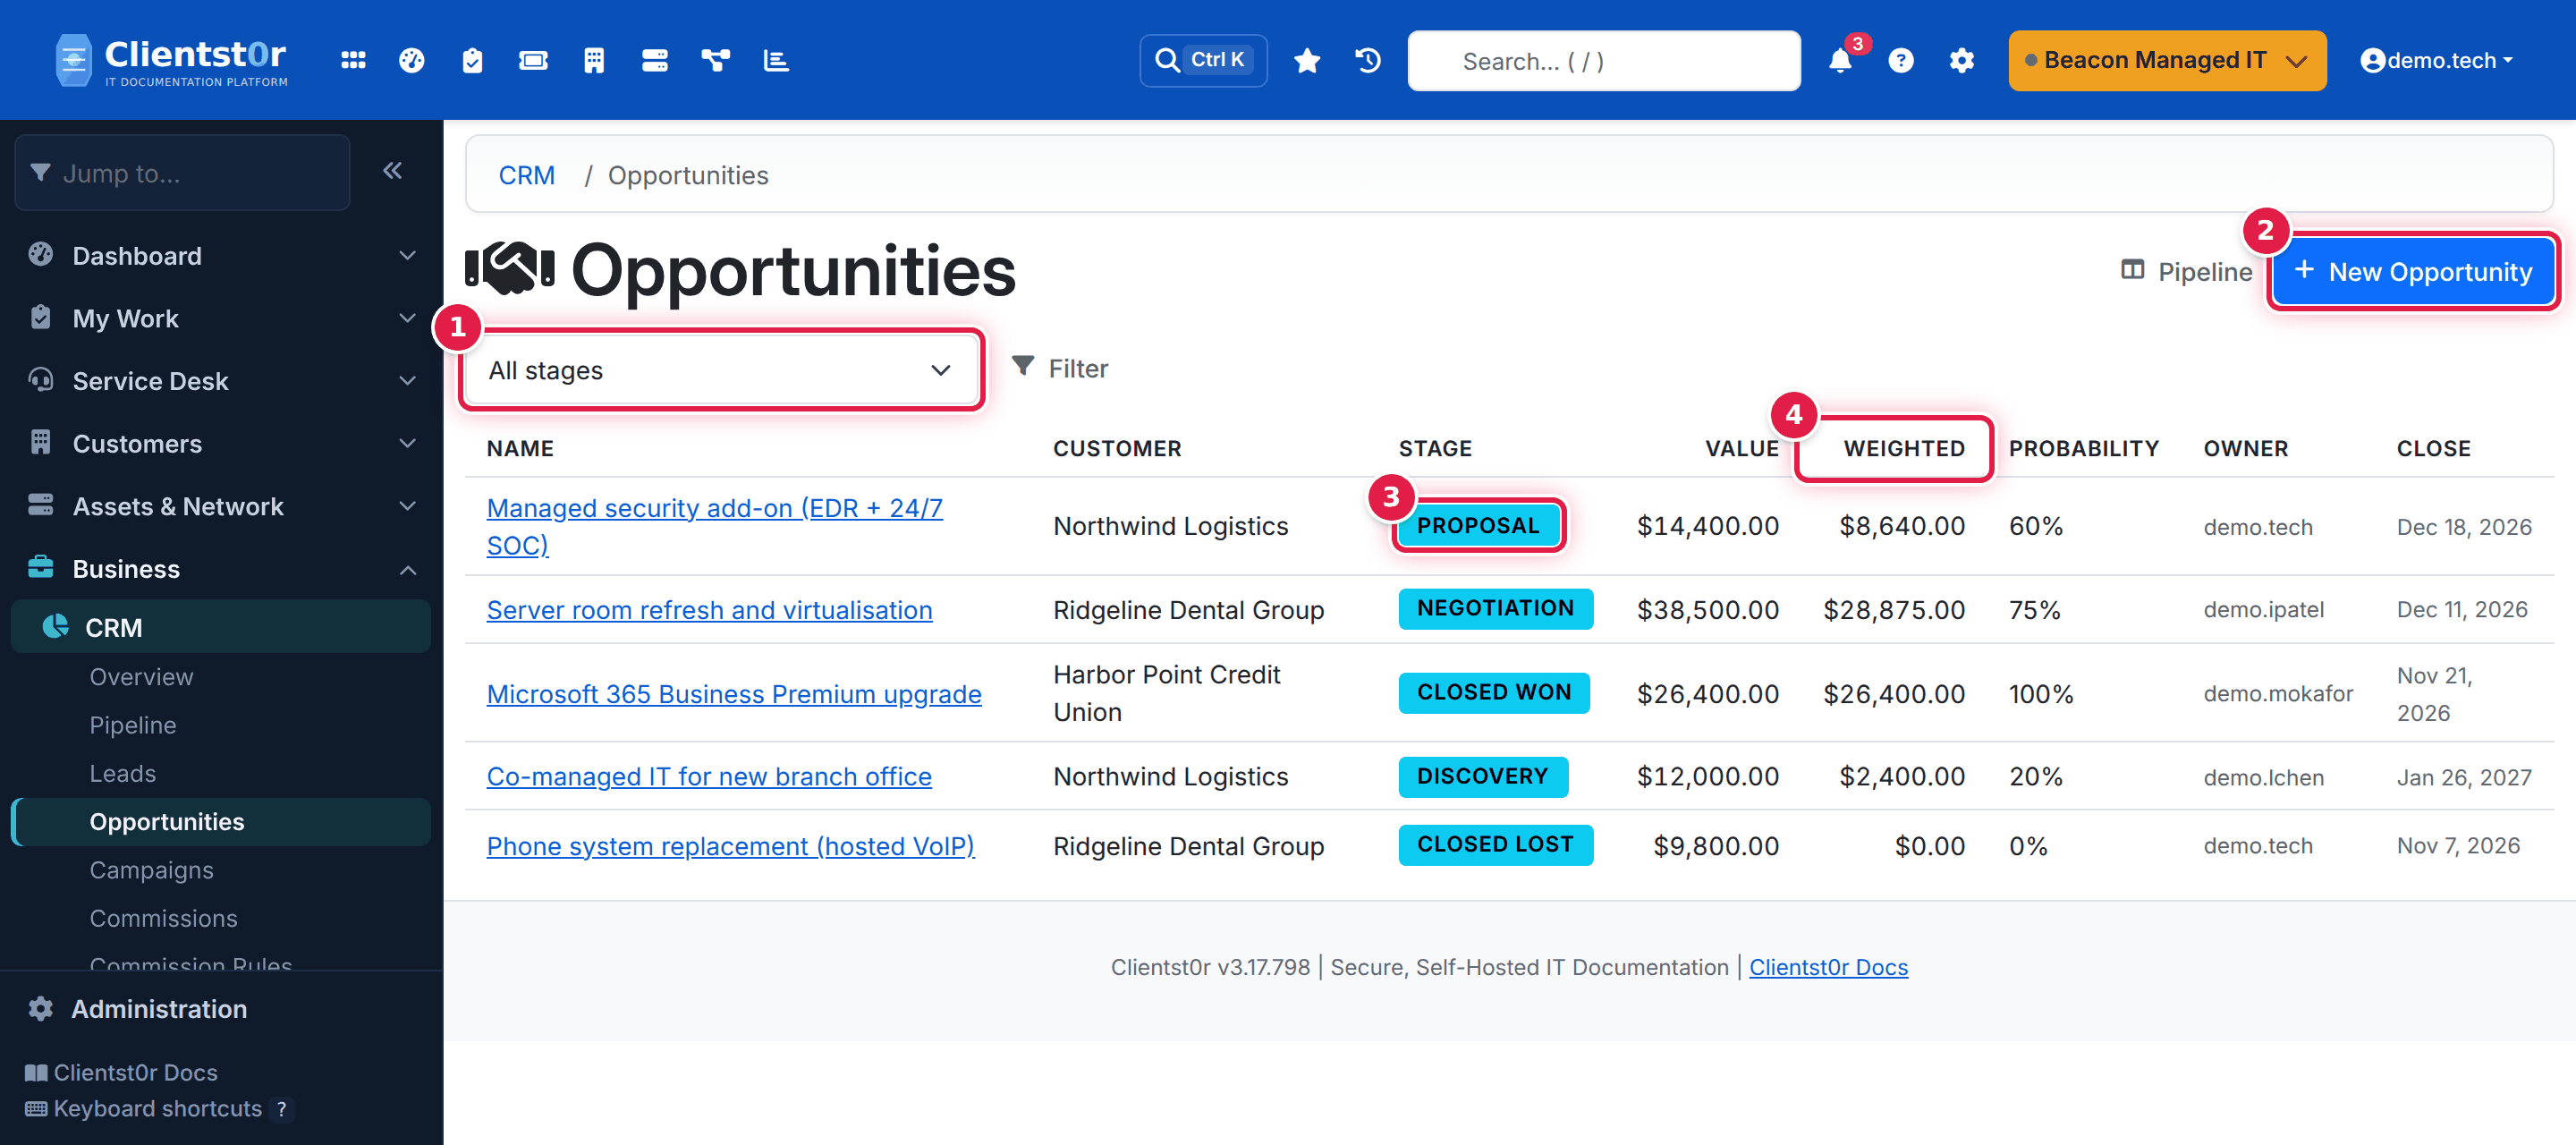 Clientst0r
IT DOCUMENTATION PLATFORM
Ctrl K
Search... ( / )
3
?
Beacon Managed IT
demo.tech
Jump to...
Dashboard
My Work
Service Desk
Customers
Assets & Network
Business
CRM
Overview
Pipeline
Leads
Opportunities
Campaigns
Commissions
Commission Rules
Administration
Clientst0r Docs
Keyboard shortcuts ?
CRM / Opportunities
Opportunities
Pipeline
2
+ New Opportunity
1
All stages
Filter
4
NAME CUSTOMER STAGE VALUE WEIGHTED PROBABILITY OWNER CLOSE
3
Managed security add-on (EDR + 24/7
SOC)
Northwind Logistics PROPOSAL $14,400.00 $8,640.00 60% demo.tech Dec 18, 2026
Server room refresh and virtualisation Ridgeline Dental Group NEGOTIATION $38,500.00 $28,875.00 75% demo.ipatel Dec 11, 2026
Microsoft 365 Business Premium upgrade
Harbor Point Credit
Union
CLOSED WON $26,400.00 $26,400.00 100% demo.mokafor
Nov 21,
2026
Co-managed IT for new branch office Northwind Logistics DISCOVERY $12,000.00 $2,400.00 20% demo.lchen Jan 26, 2027
Phone system replacement (hosted VoIP) Ridgeline Dental Group CLOSED LOST $9,800.00 $0.00 0% demo.tech Nov 7, 2026
Clientst0r v3.17.798 | Secure, Self-Hosted IT Documentation | Clientst0r Docs